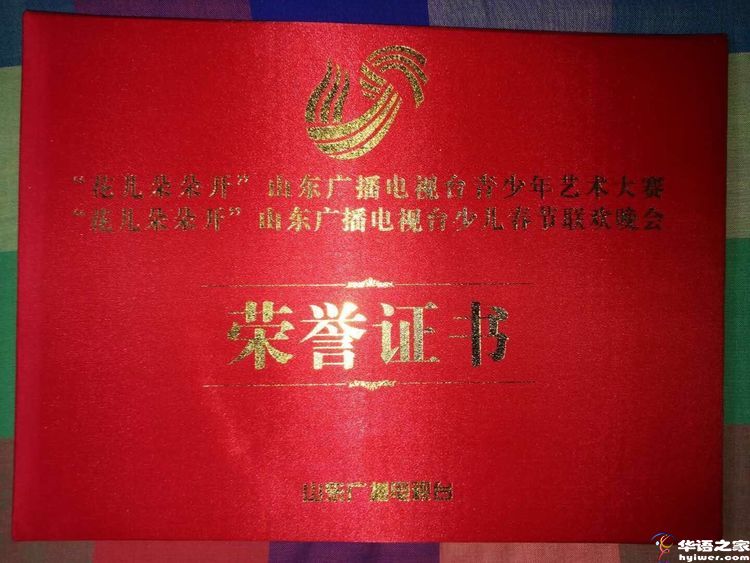 “花儿朵朵开”山东广播电视台青少年艺术大赛
“花儿朵朵开”山东广播电视台少儿春节联欢晚会
荣誉证书
山东广播电视台
华语之家
hyiwer.com